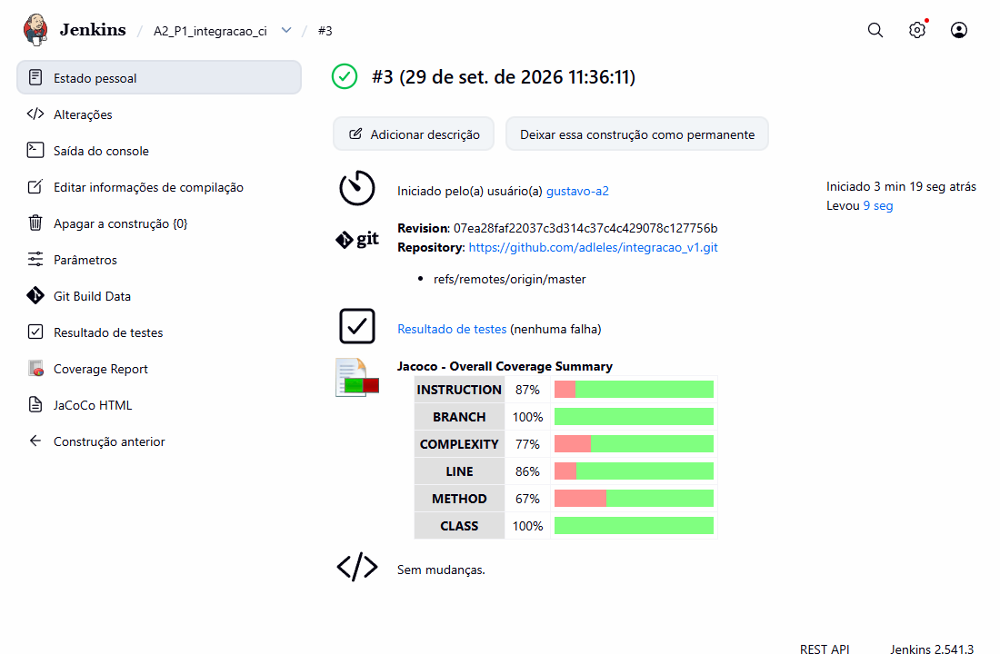 Jenkins / A2_P1_integracao_ci / #3
Estado pessoal
Alterações
Saída do console
Editar informações de compilação
Apagar a construção {0}
Parâmetros
Git Build Data
Resultado de testes
Coverage Report
JaCoCo HTML
Construção anterior
#3 (29 de set. de 2026 11:36:11)
Adicionar descrição
Deixar essa construção como permanente
Iniciado pelo(a) usuário(a) gustavo-a2
Iniciado 3 min 19 seg atrás
Levou 9 seg
git
Revision: 07ea28faf22037c3d314c37c4c429078c127756b
Repository: https://github.com/adleles/integracao_v1.git
refs/remotes/origin/master
Resultado de testes (nenhuma falha)
Jacoco - Overall Coverage Summary
INSTRUCTION 87%
BRANCH 100%
COMPLEXITY 77%
LINE 86%
METHOD 67%
CLASS 100%
Sem mudanças.
REST API Jenkins 2.541.3